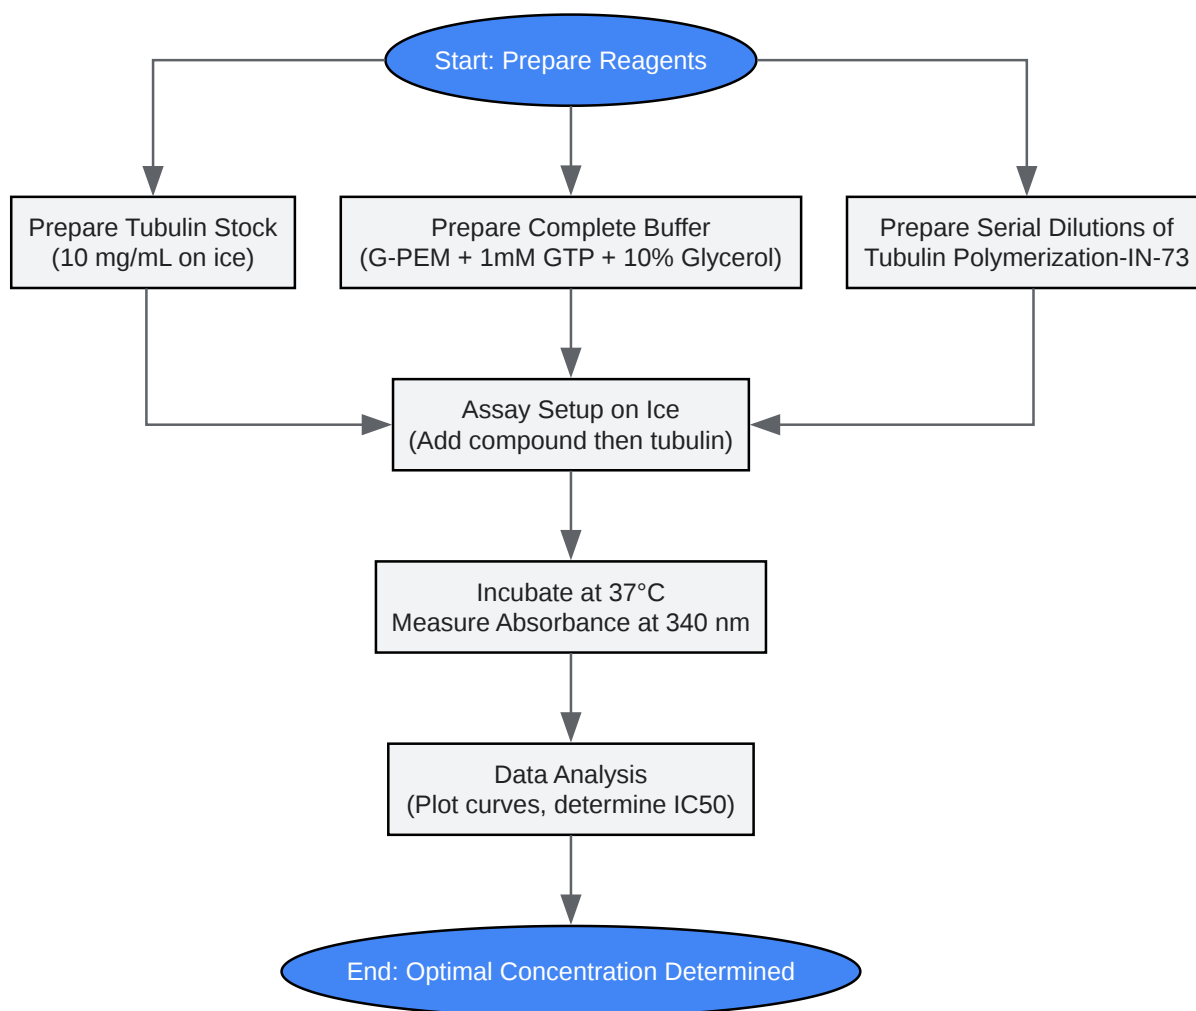 Start: Prepare Reagents
Prepare Tubulin Stock
(10 mg/mL on ice)
Prepare Complete Buffer
(G-PEM + 1mM GTP + 10% Glycerol)
Prepare Serial Dilutions of
Tubulin Polymerization-IN-73
Assay Setup on Ice
(Add compound then tubulin)
Incubate at 37°C
Measure Absorbance at 340 nm
Data Analysis
(Plot curves, determine IC50)
End: Optimal Concentration Determined